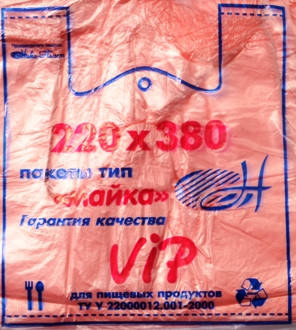 220 x 380
пакеты тип
«майка»
Гарантия качества
ViP
для пищевых продуктов
ТУ У 22000012.001-2000